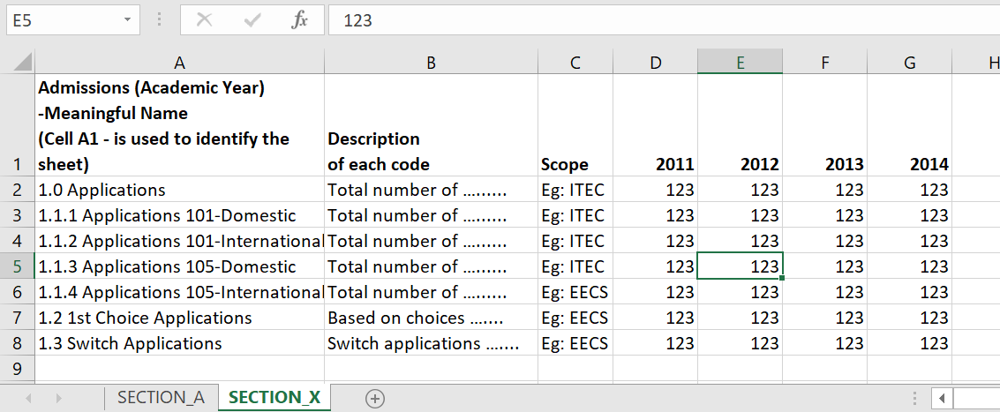 E5 fx 123
A B C D E F G H
1 Admissions (Academic Year)
-Meaningful Name
(Cell A1 - is used to identify the
sheet) Description
of each code Scope 2011 2012 2013 2014
2 1.0 Applications Total number of ......... Eg: ITEC 123 123 123 123
3 1.1.1 Applications 101-Domestic Total number of ......... Eg: ITEC 123 123 123 123
4 1.1.2 Applications 101-International Total number of ......... Eg: ITEC 123 123 123 123
5 1.1.3 Applications 105-Domestic Total number of ......... Eg: ITEC 123 123 123 123
6 1.1.4 Applications 105-International Total number of ......... Eg: EECS 123 123 123 123
7 1.2 1st Choice Applications Based on choices ....... Eg: EECS 123 123 123 123
8 1.3 Switch Applications Switch applications ....... Eg: EECS 123 123 123 123
9
SECTION_A SECTION_X